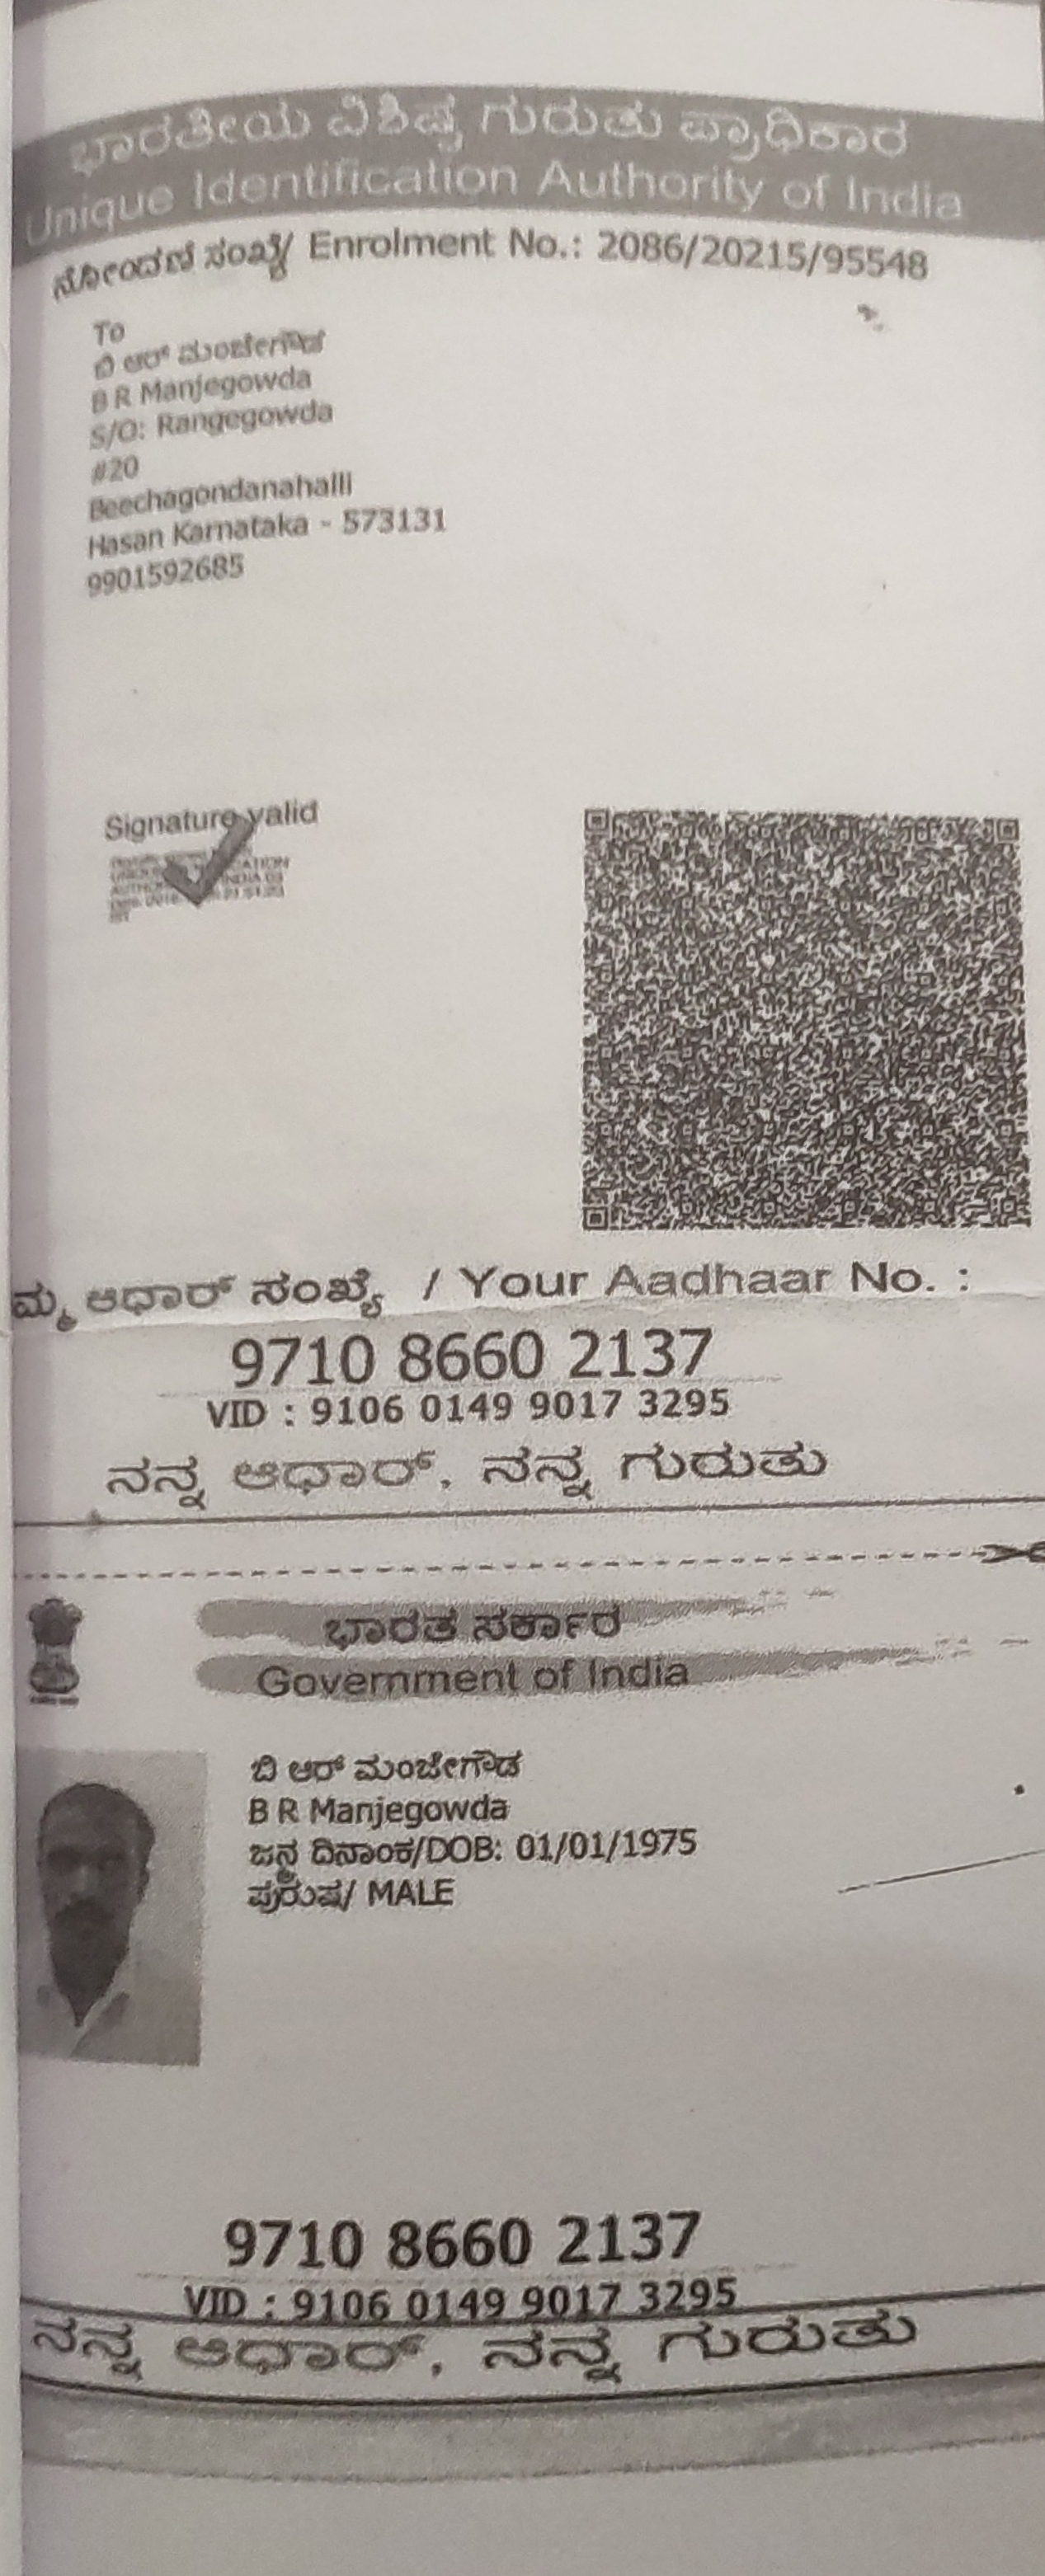 ಭಾರತೀಯ ವಿಶಿಷ್ಟ ಗುರುತು ಪ್ರಾಧಿಕಾರ
Unique Identification Authority of India
ನೋಂದಣಿ ಸಂಖ್ಯೆ/ Enrolment No.: 2086/20215/95548
To
ಬಿ ಆರ್ ಮಂಜೇಗೌಡ
B R Manjegowda
S/O: Rangegowda
#20
Beechagondanahalli
Hasan Karnataka - 573131
9901592685
Signature valid
ಮ್ಮ ಆಧಾರ್ ಸಂಖ್ಯೆ / Your Aadhaar No. :
9710 8660 2137
VID : 9106 0149 9017 3295
ನನ್ನ ಆಧಾರ್, ನನ್ನ ಗುರುತು
ಭಾರತ ಸರ್ಕಾರ
Government of India
ಬಿ ಆರ್ ಮಂಜೇಗೌಡ
B R Manjegowda
ಜನ್ಮ ದಿನಾಂಕ/DOB: 01/01/1975
ಪುರುಷ/ MALE
9710 8660 2137
VID : 9106 0149 9017 3295
ನನ್ನ ಆಧಾರ್, ನನ್ನ ಗುರುತು